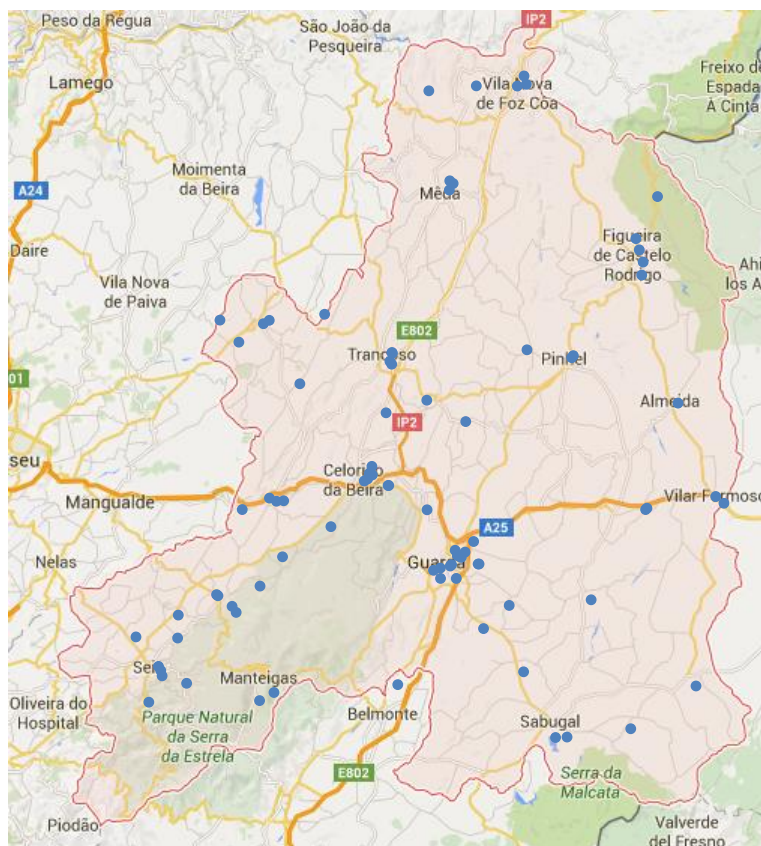 Peso da Régua
IP2
São João da
Pesqueira
Freixo de
Espada
À Cinta
Lamego
Vila Nova
de Foz Côa
Moimenta
da Beira
A24
Mêda
Daire
Figueira
de Castelo
Rodrigo
Ahi
los A
Vila Nova
de Paiva
E802
Trancoso
Pinhel
01
Almeida
IP2
seu
Celorico
da Beira
Mangualde
Vilar Formoso
A25
Nelas
Guarda
Seia
Manteigas
Oliveira do
Hospital
Parque Natural
da Serra
da Estrela
Belmonte
Sabugal
E802
Serra da
Malcata
Piodão
Valverde
del Fresno